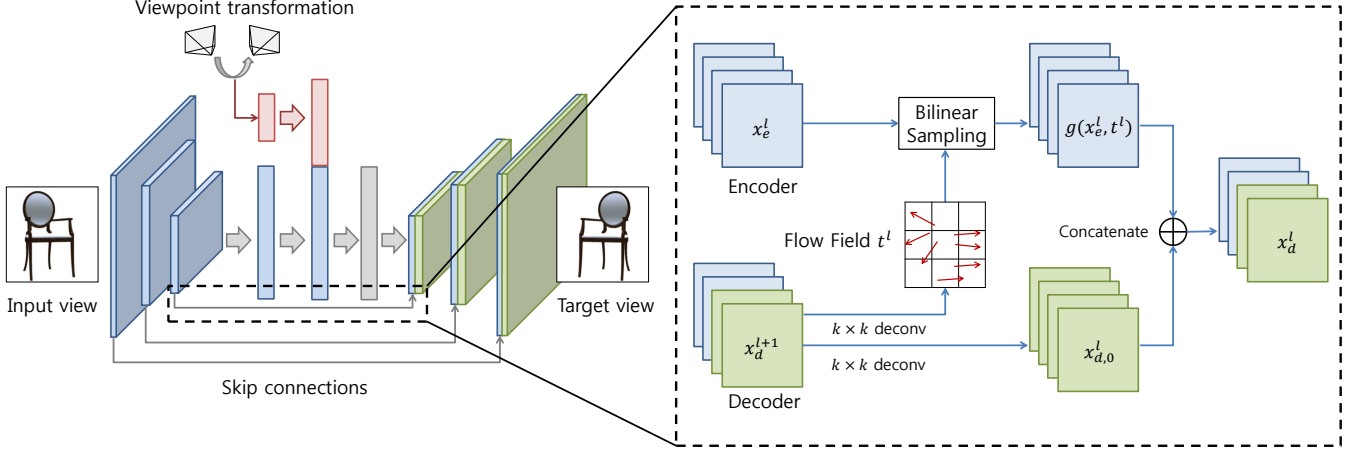 Viewpoint transformation
Input view
Target view
Skip connections
x_e^l
Encoder
Bilinear
Sampling
g(x_e^l, t^l)
Flow Field t^l
Concatenate
x_d^l
x_d^{l+1}
Decoder
k × k deconv
k × k deconv
x_{d,0}^l